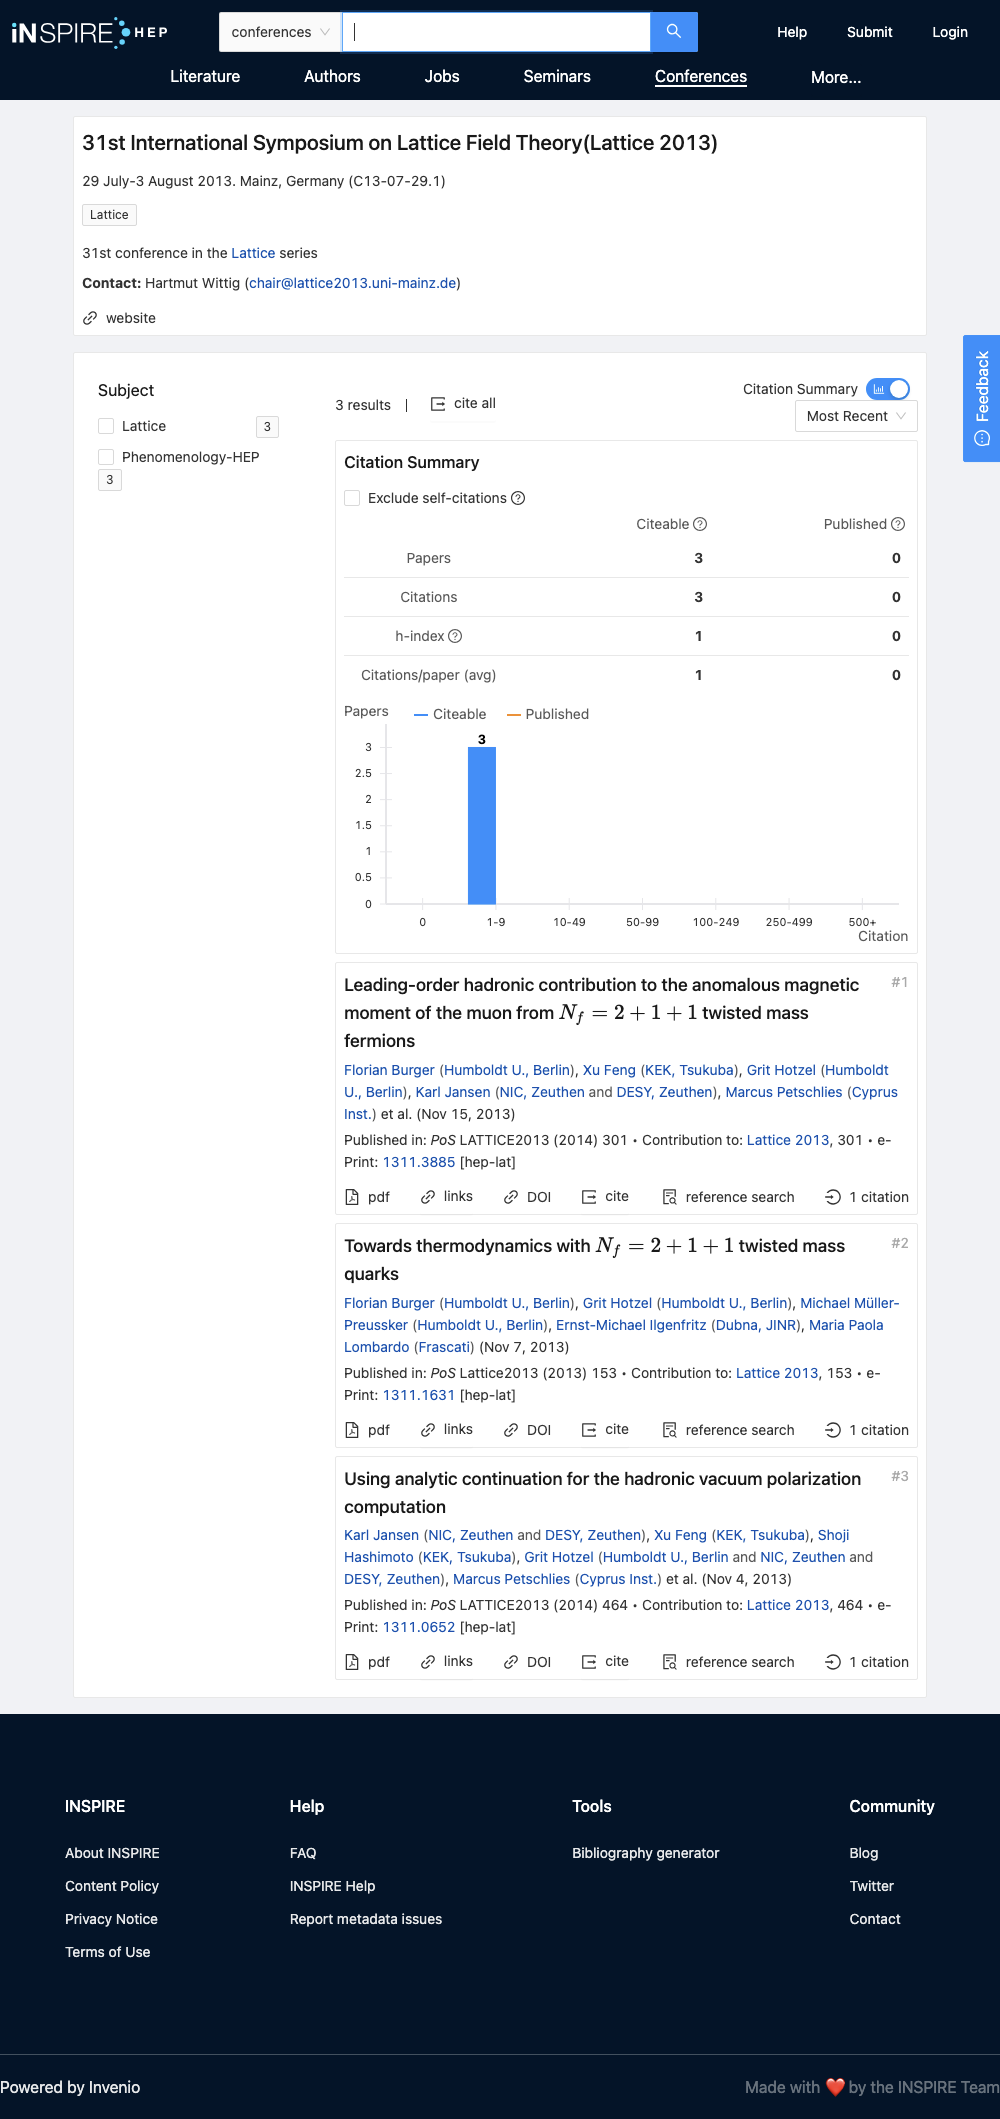 iNSPIRE HEP
conferences
Help Submit Login
Literature Authors Jobs Seminars Conferences More...
31st International Symposium on Lattice Field Theory(Lattice 2013)
29 July-3 August 2013. Mainz, Germany (C13-07-29.1)
Lattice
31st conference in the Lattice series
Contact: Hartmut Wittig (chair@lattice2013.uni-mainz.de)
website
Feedback
Subject
Lattice 3
Phenomenology-HEP
3
3 results | cite all
Citation Summary
Most Recent
Citation Summary
Exclude self-citations
Citeable Published
Papers 3 0
Citations 3 0
h-index 1 0
Citations/paper (avg) 1 0
Papers Citeable Published
3
3
2.5
2
1.5
1
0.5
0
0 1-9 10-49 50-99 100-249 250-499 500+
Citation
Leading-order hadronic contribution to the anomalous magnetic #1
moment of the muon from N_f = 2 + 1 + 1 twisted mass
fermions
Florian Burger (Humboldt U., Berlin), Xu Feng (KEK, Tsukuba), Grit Hotzel (Humboldt
U., Berlin), Karl Jansen (NIC, Zeuthen and DESY, Zeuthen), Marcus Petschlies (Cyprus
Inst.) et al. (Nov 15, 2013)
Published in: PoS LATTICE2013 (2014) 301 • Contribution to: Lattice 2013, 301 • e-
Print: 1311.3885 [hep-lat]
pdf links DOI cite reference search 1 citation
Towards thermodynamics with N_f = 2 + 1 + 1 twisted mass #2
quarks
Florian Burger (Humboldt U., Berlin), Grit Hotzel (Humboldt U., Berlin), Michael Müller-
Preussker (Humboldt U., Berlin), Ernst-Michael Ilgenfritz (Dubna, JINR), Maria Paola
Lombardo (Frascati) (Nov 7, 2013)
Published in: PoS Lattice2013 (2013) 153 • Contribution to: Lattice 2013, 153 • e-
Print: 1311.1631 [hep-lat]
pdf links DOI cite reference search 1 citation
Using analytic continuation for the hadronic vacuum polarization #3
computation
Karl Jansen (NIC, Zeuthen and DESY, Zeuthen), Xu Feng (KEK, Tsukuba), Shoji
Hashimoto (KEK, Tsukuba), Grit Hotzel (Humboldt U., Berlin and NIC, Zeuthen and
DESY, Zeuthen), Marcus Petschlies (Cyprus Inst.) et al. (Nov 4, 2013)
Published in: PoS LATTICE2013 (2014) 464 • Contribution to: Lattice 2013, 464 • e-
Print: 1311.0652 [hep-lat]
pdf links DOI cite reference search 1 citation
INSPIRE Help Tools Community
About INSPIRE FAQ Bibliography generator Blog
Content Policy INSPIRE Help Twitter
Privacy Notice Report metadata issues Contact
Terms of Use
Powered by Invenio Made with ❤️ by the INSPIRE Team